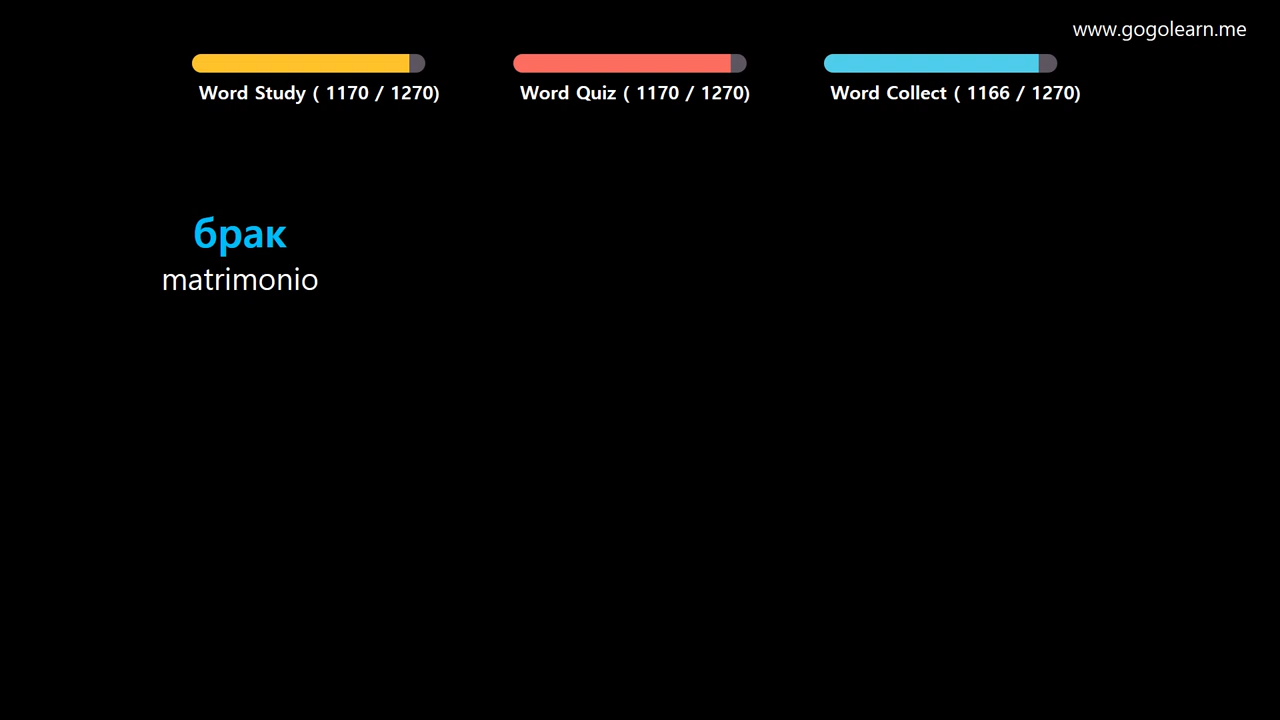 www.gogolearn.me
Word Study ( 1170 / 1270)
Word Quiz ( 1170 / 1270)
Word Collect ( 1166 / 1270)
брак
matrimonio